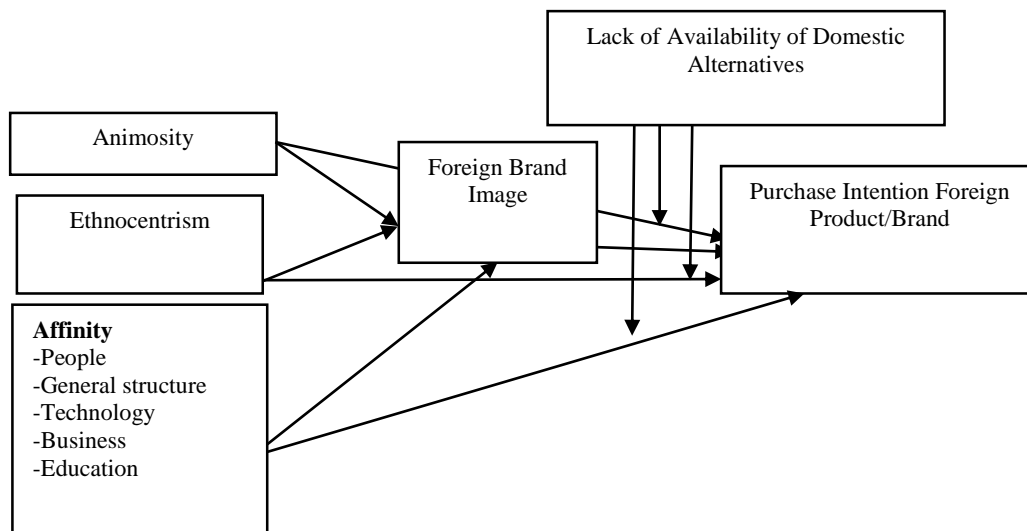 Lack of Availability of Domestic
Alternatives
Animosity
Foreign Brand
Image
Purchase Intention Foreign
Product/Brand
Ethnocentrism
Affinity
-People
-General structure
-Technology
-Business
-Education